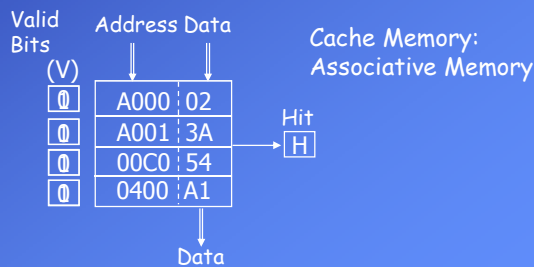 Valid
Bits
(V)
Address Data
Cache Memory:
Associative Memory
A000 02
A001 3A
00C0 54
0400 A1
Hit
H
Data